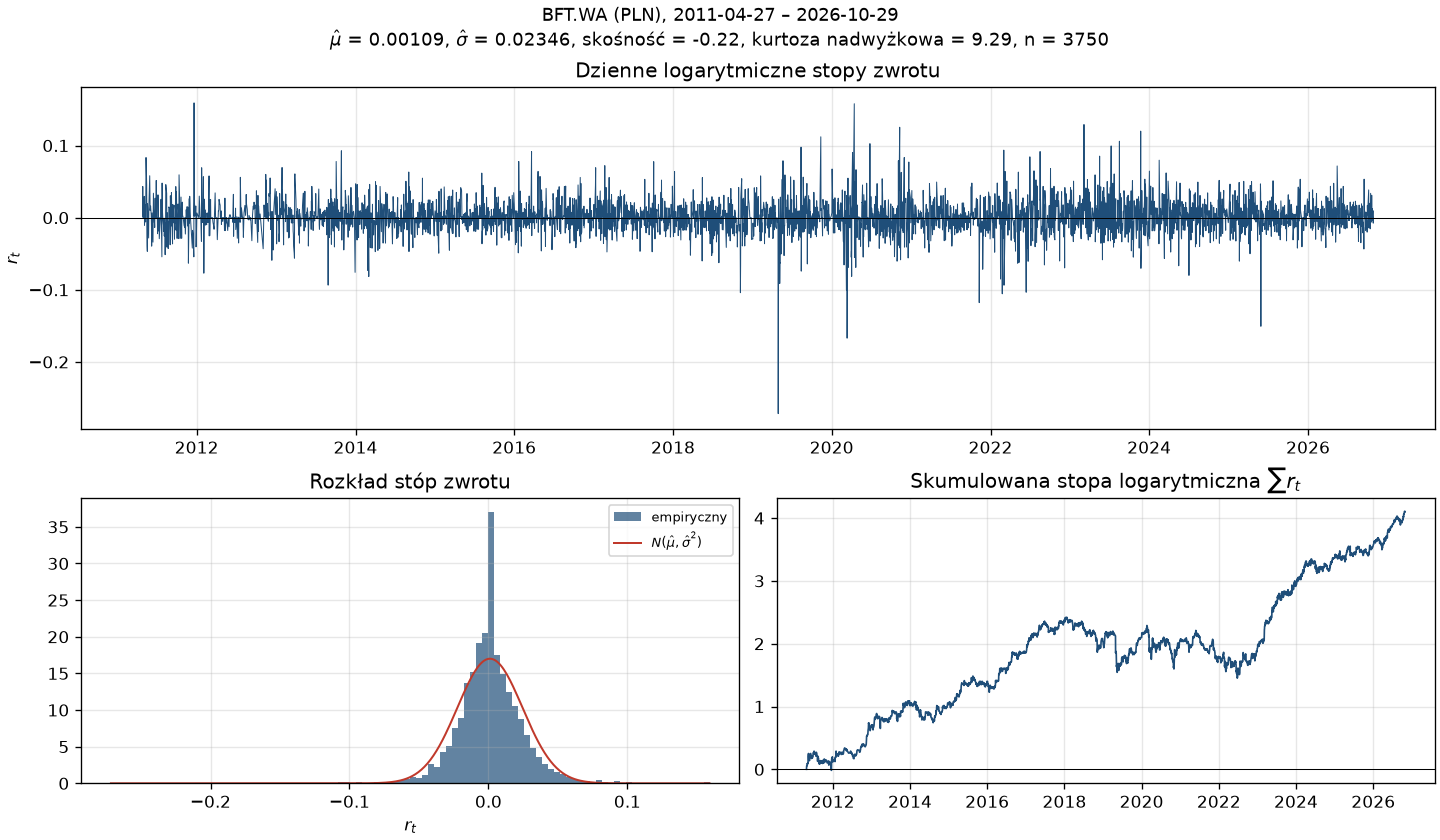 BFT.WA (PLN), 2011-04-27 – 2026-10-29
μ̂ = 0.00109, σ̂ = 0.02346, skośność = -0.22, kurtoza nadwyżkowa = 9.29, n = 3750
Dzienne logarytmiczne stopy zwrotu
0.1
0.0
−0.1
−0.2
r_t
2012 2014 2016 2018 2020 2022 2024 2026
Rozkład stóp zwrotu
35
30
25
20
15
10
5
0
empiryczny
N(μ̂, σ̂²)
−0.2 −0.1 0.0 0.1
r_t
Skumulowana stopa logarytmiczna ∑r_t
4
3
2
1
0
2012 2014 2016 2018 2020 2022 2024 2026